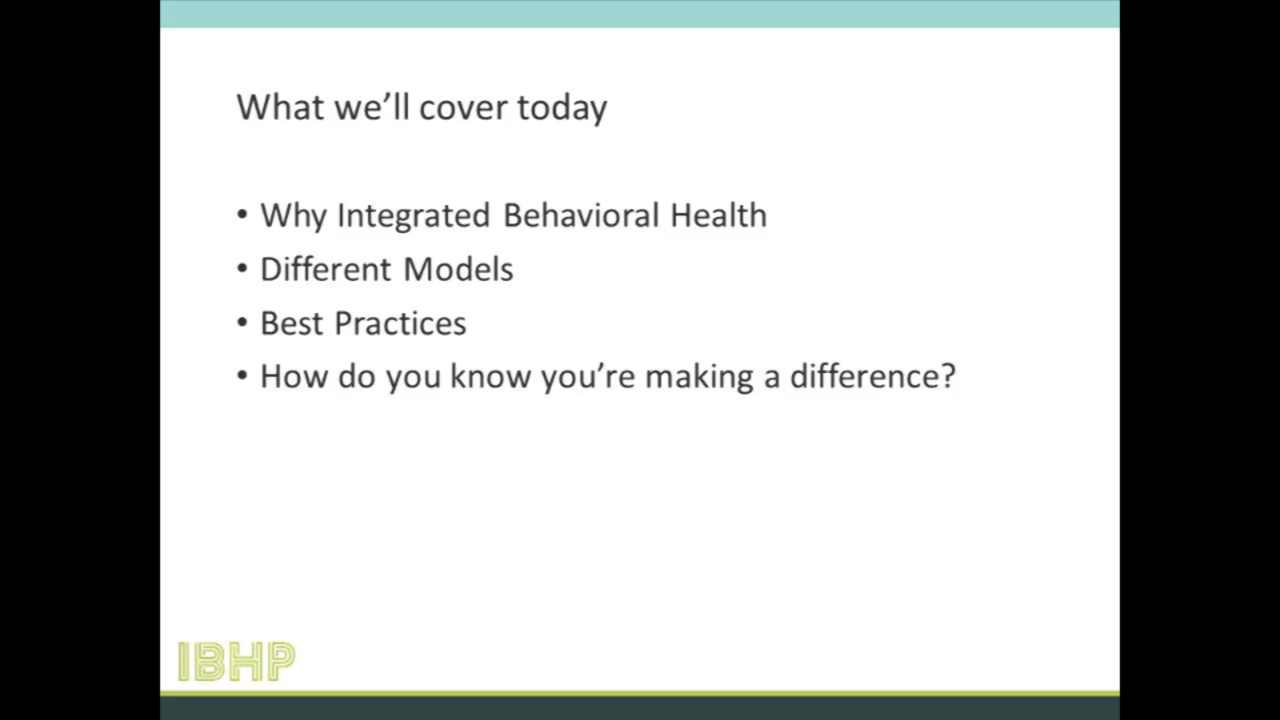 What we’ll cover today
• Why Integrated Behavioral Health
• Different Models
• Best Practices
• How do you know you’re making a difference?
IBHP